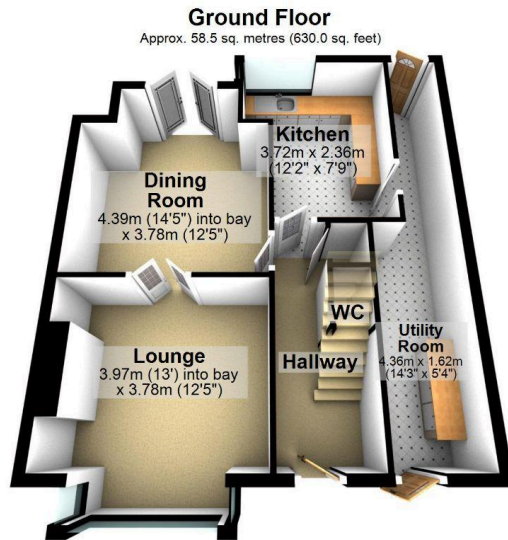 Ground Floor
Approx. 58.5 sq. metres (630.0 sq. feet)
Kitchen
3.72m x 2.36m
(12'2" x 7'9")
Dining
Room
4.39m (14'5") into bay
x 3.78m (12'5")
WC
Utility
Room
4.36m x 1.62m
(14'3" x 5'4")
Lounge
3.97m (13') into bay
x 3.78m (12'5")
Hallway